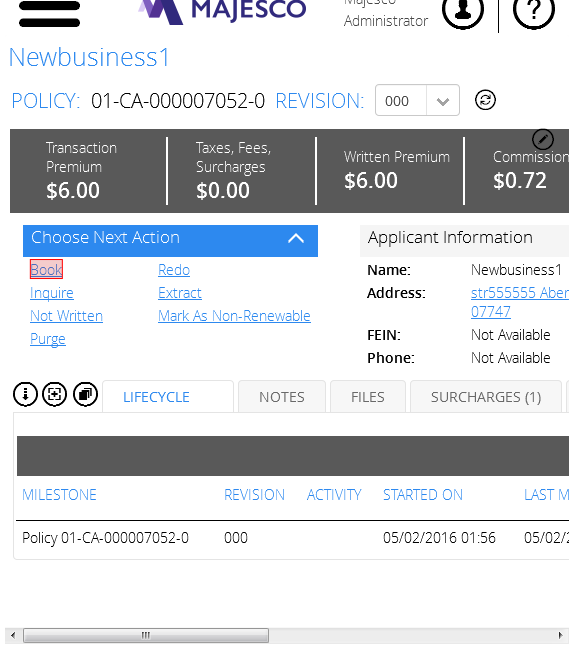 Majesco
MAJESCO
Administrator
Newbusiness1
POLICY: 01-CA-000007052-0 REVISION: 000
Transaction Premium
$6.00
Taxes, Fees, Surcharges
$0.00
Written Premium
$6.00
Commission
$0.72
Choose Next Action
Book Redo
Inquire Extract
Not Written Mark As Non-Renewable
Purge
Applicant Information
Name: Newbusiness1
Address: str555555 Aber
07747
FEIN: Not Available
Phone: Not Available
LIFECYCLE NOTES FILES SURCHARGES (1)
MILESTONE REVISION ACTIVITY STARTED ON LAST M
Policy 01-CA-000007052-0 000 05/02/2016 01:56 05/02/2